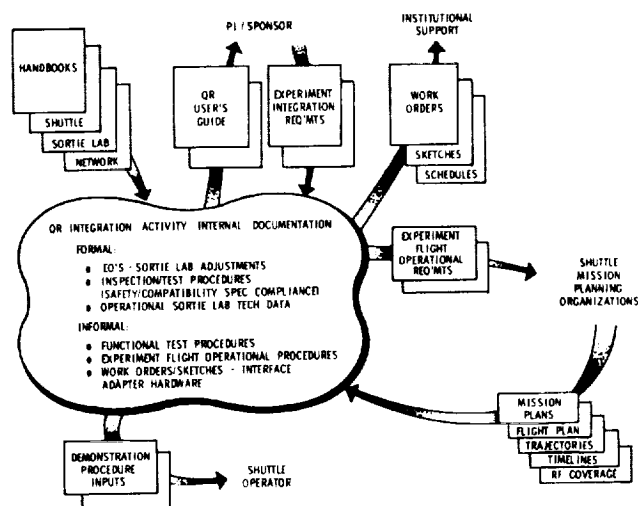 PI / SPONSOR
INSTITUTIONAL
SUPPORT
HANDBOOKS
SHUTTLE
SORTIE LAB
NETWORK
QR
USER'S
GUIDE
EXPERIMENT
INTEGRATION
REQ'MTS
WORK
ORDERS
SKETCHES
SCHEDULES
QR INTEGRATION ACTIVITY INTERNAL DOCUMENTATION
FORMAL:
● EO'S - SORTIE LAB ADJUSTMENTS
● INSPECTION/TEST PROCEDURES
(SAFETY/COMPATIBILITY SPEC COMPLIANCE)
● OPERATIONAL SORTIE LAB TECH DATA
INFORMAL:
● FUNCTIONAL TEST PROCEDURES
● EXPERIMENT FLIGHT OPERATIONAL PROCEDURES
● WORK ORDERS/SKETCHES - INTERFACE
ADAPTER HARDWARE
EXPERIMENT
FLIGHT
OPERATIONAL
REQ'MTS
SHUTTLE
MISSION
PLANNING
ORGANIZATIONS
MISSION
PLANS
FLIGHT PLAN
TRAJECTORIES
TIMELINES
RF COVERAGE
DEMONSTRATION
PROCEDURE
INPUTS
SHUTTLE
OPERATOR